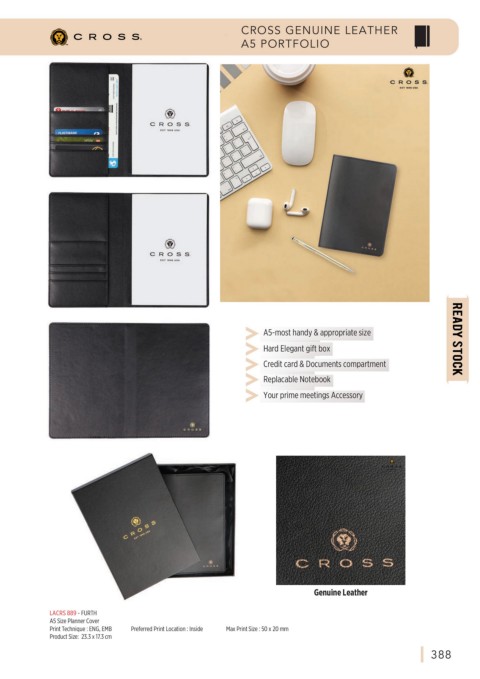 CROSS
CROSS GENUINE LEATHER
A5 PORTFOLIO
CROSS
CROSS
CROSS
CROSS
A5-most handy & appropriate size
Hard Elegant gift box
Credit card & Documents compartment
Replacable Notebook
Your prime meetings Accessory
READY STOCK
CROSS
CROSS
CROSS
Genuine Leather
LACRS 889 - FURTH
A5 Size Planner Cover
Print Technique : ENG, EMB Preferred Print Location : Inside Max Print Size : 50 x 20 mm
Product Size: 23.3 x 17.3 cm
388